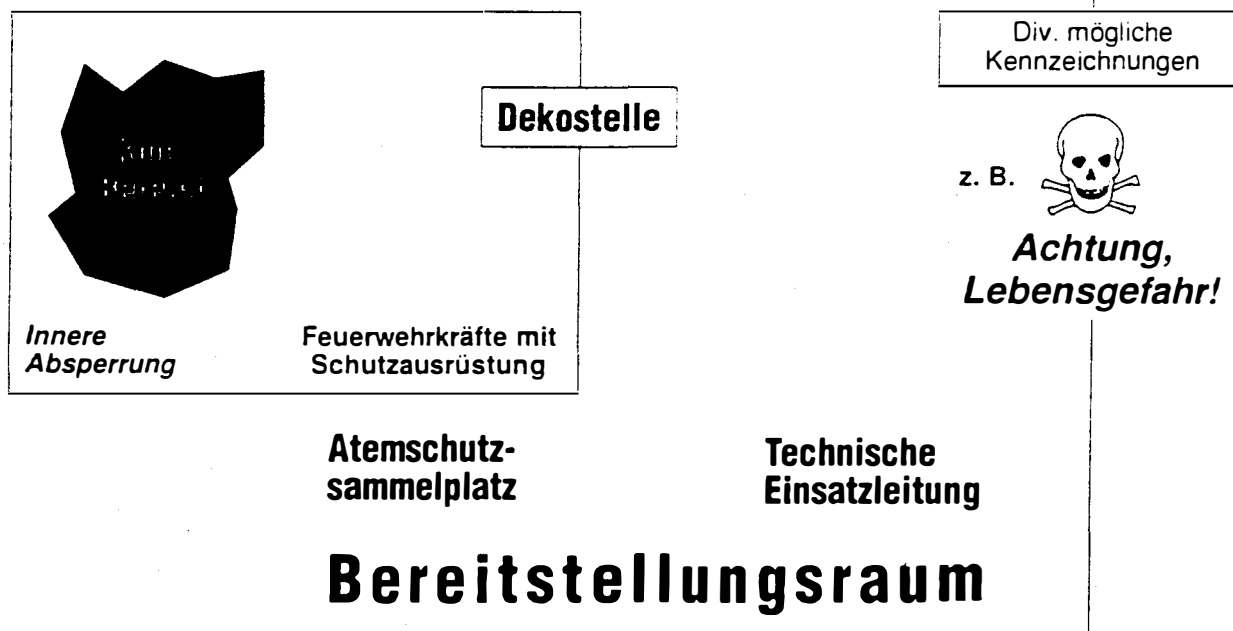 Div. mögliche
Kennzeichnungen
Dekostelle
z. B.
Achtung,
Lebensgefahr!
Innere
Absperrung
Feuerwehrkräfte mit
Schutzausrüstung
Atemschutz-
sammelplatz
Technische
Einsatzleitung
Bereitstellungsraum